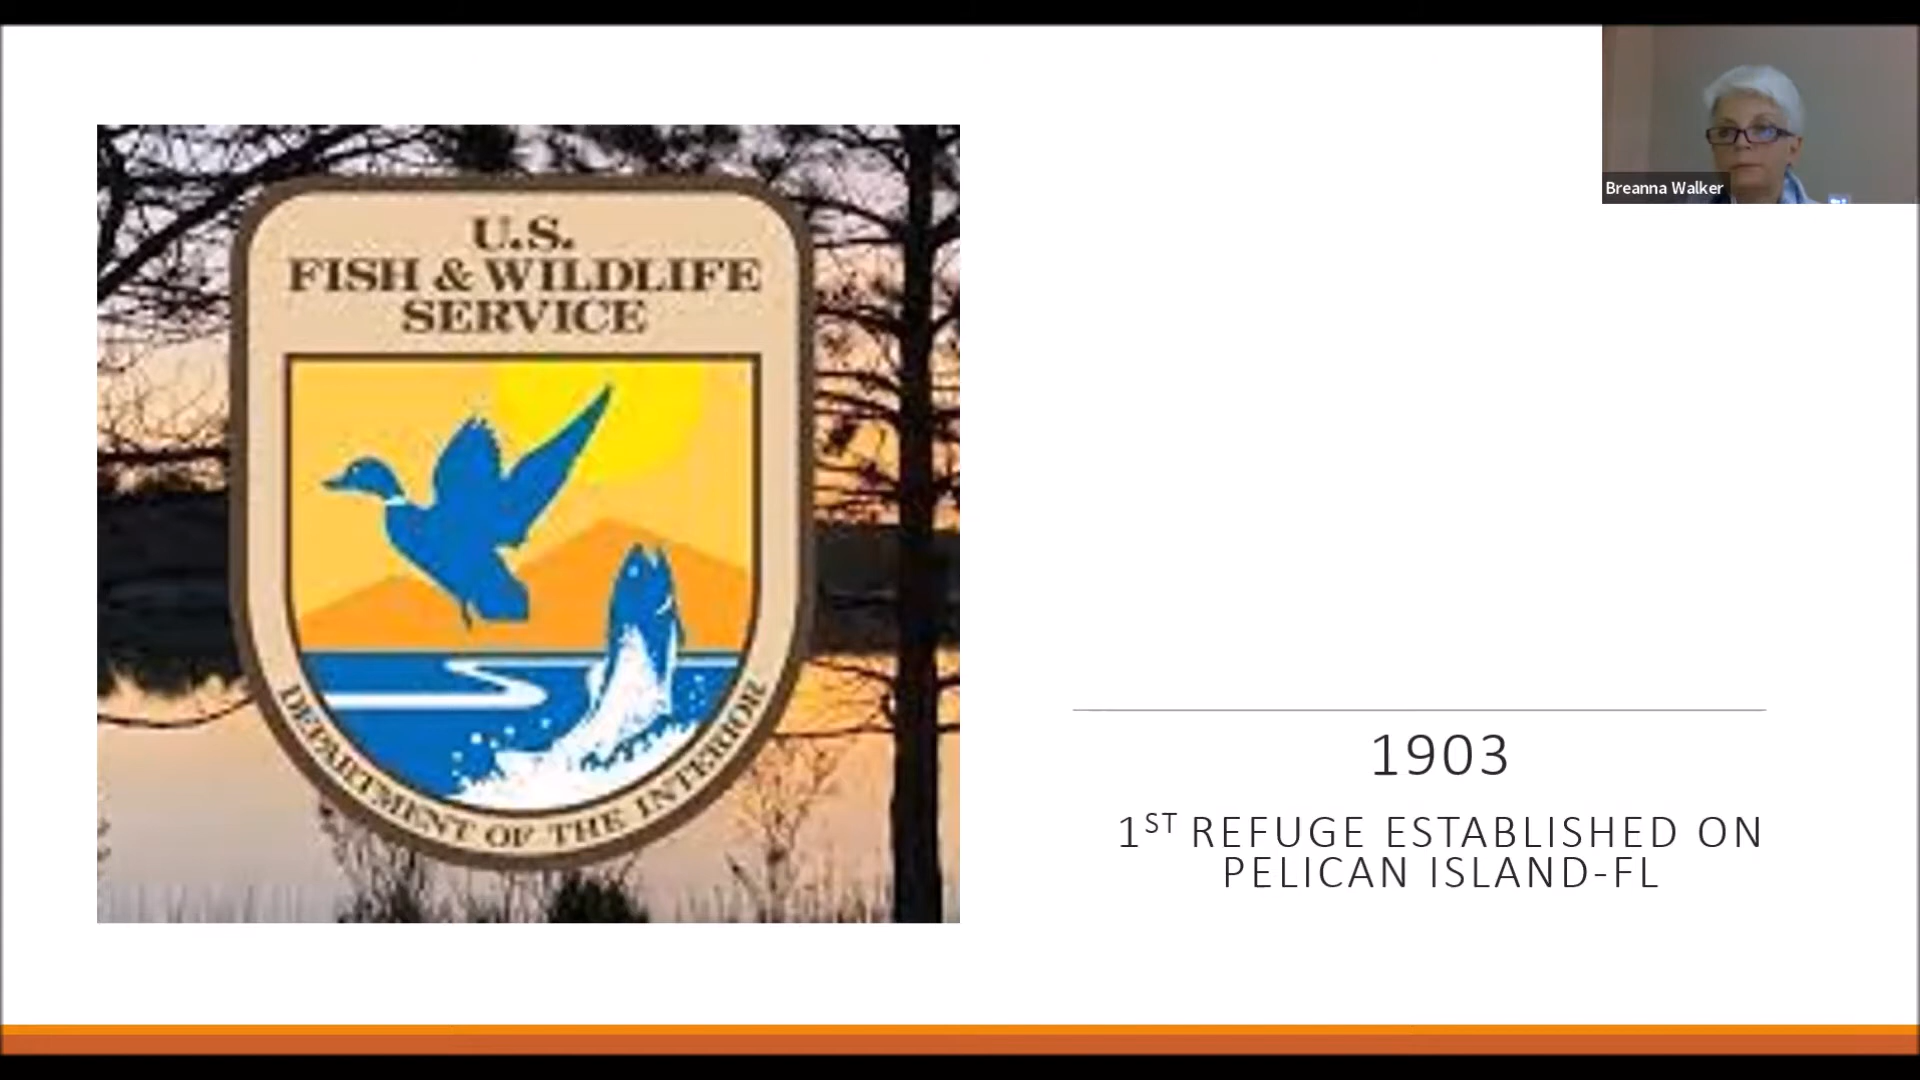 Breanna Walker
U.S.
FISH & WILDLIFE
SERVICE
DEPARTMENT OF THE INTERIOR
1903
1ST REFUGE ESTABLISHED ON
PELICAN ISLAND-FL